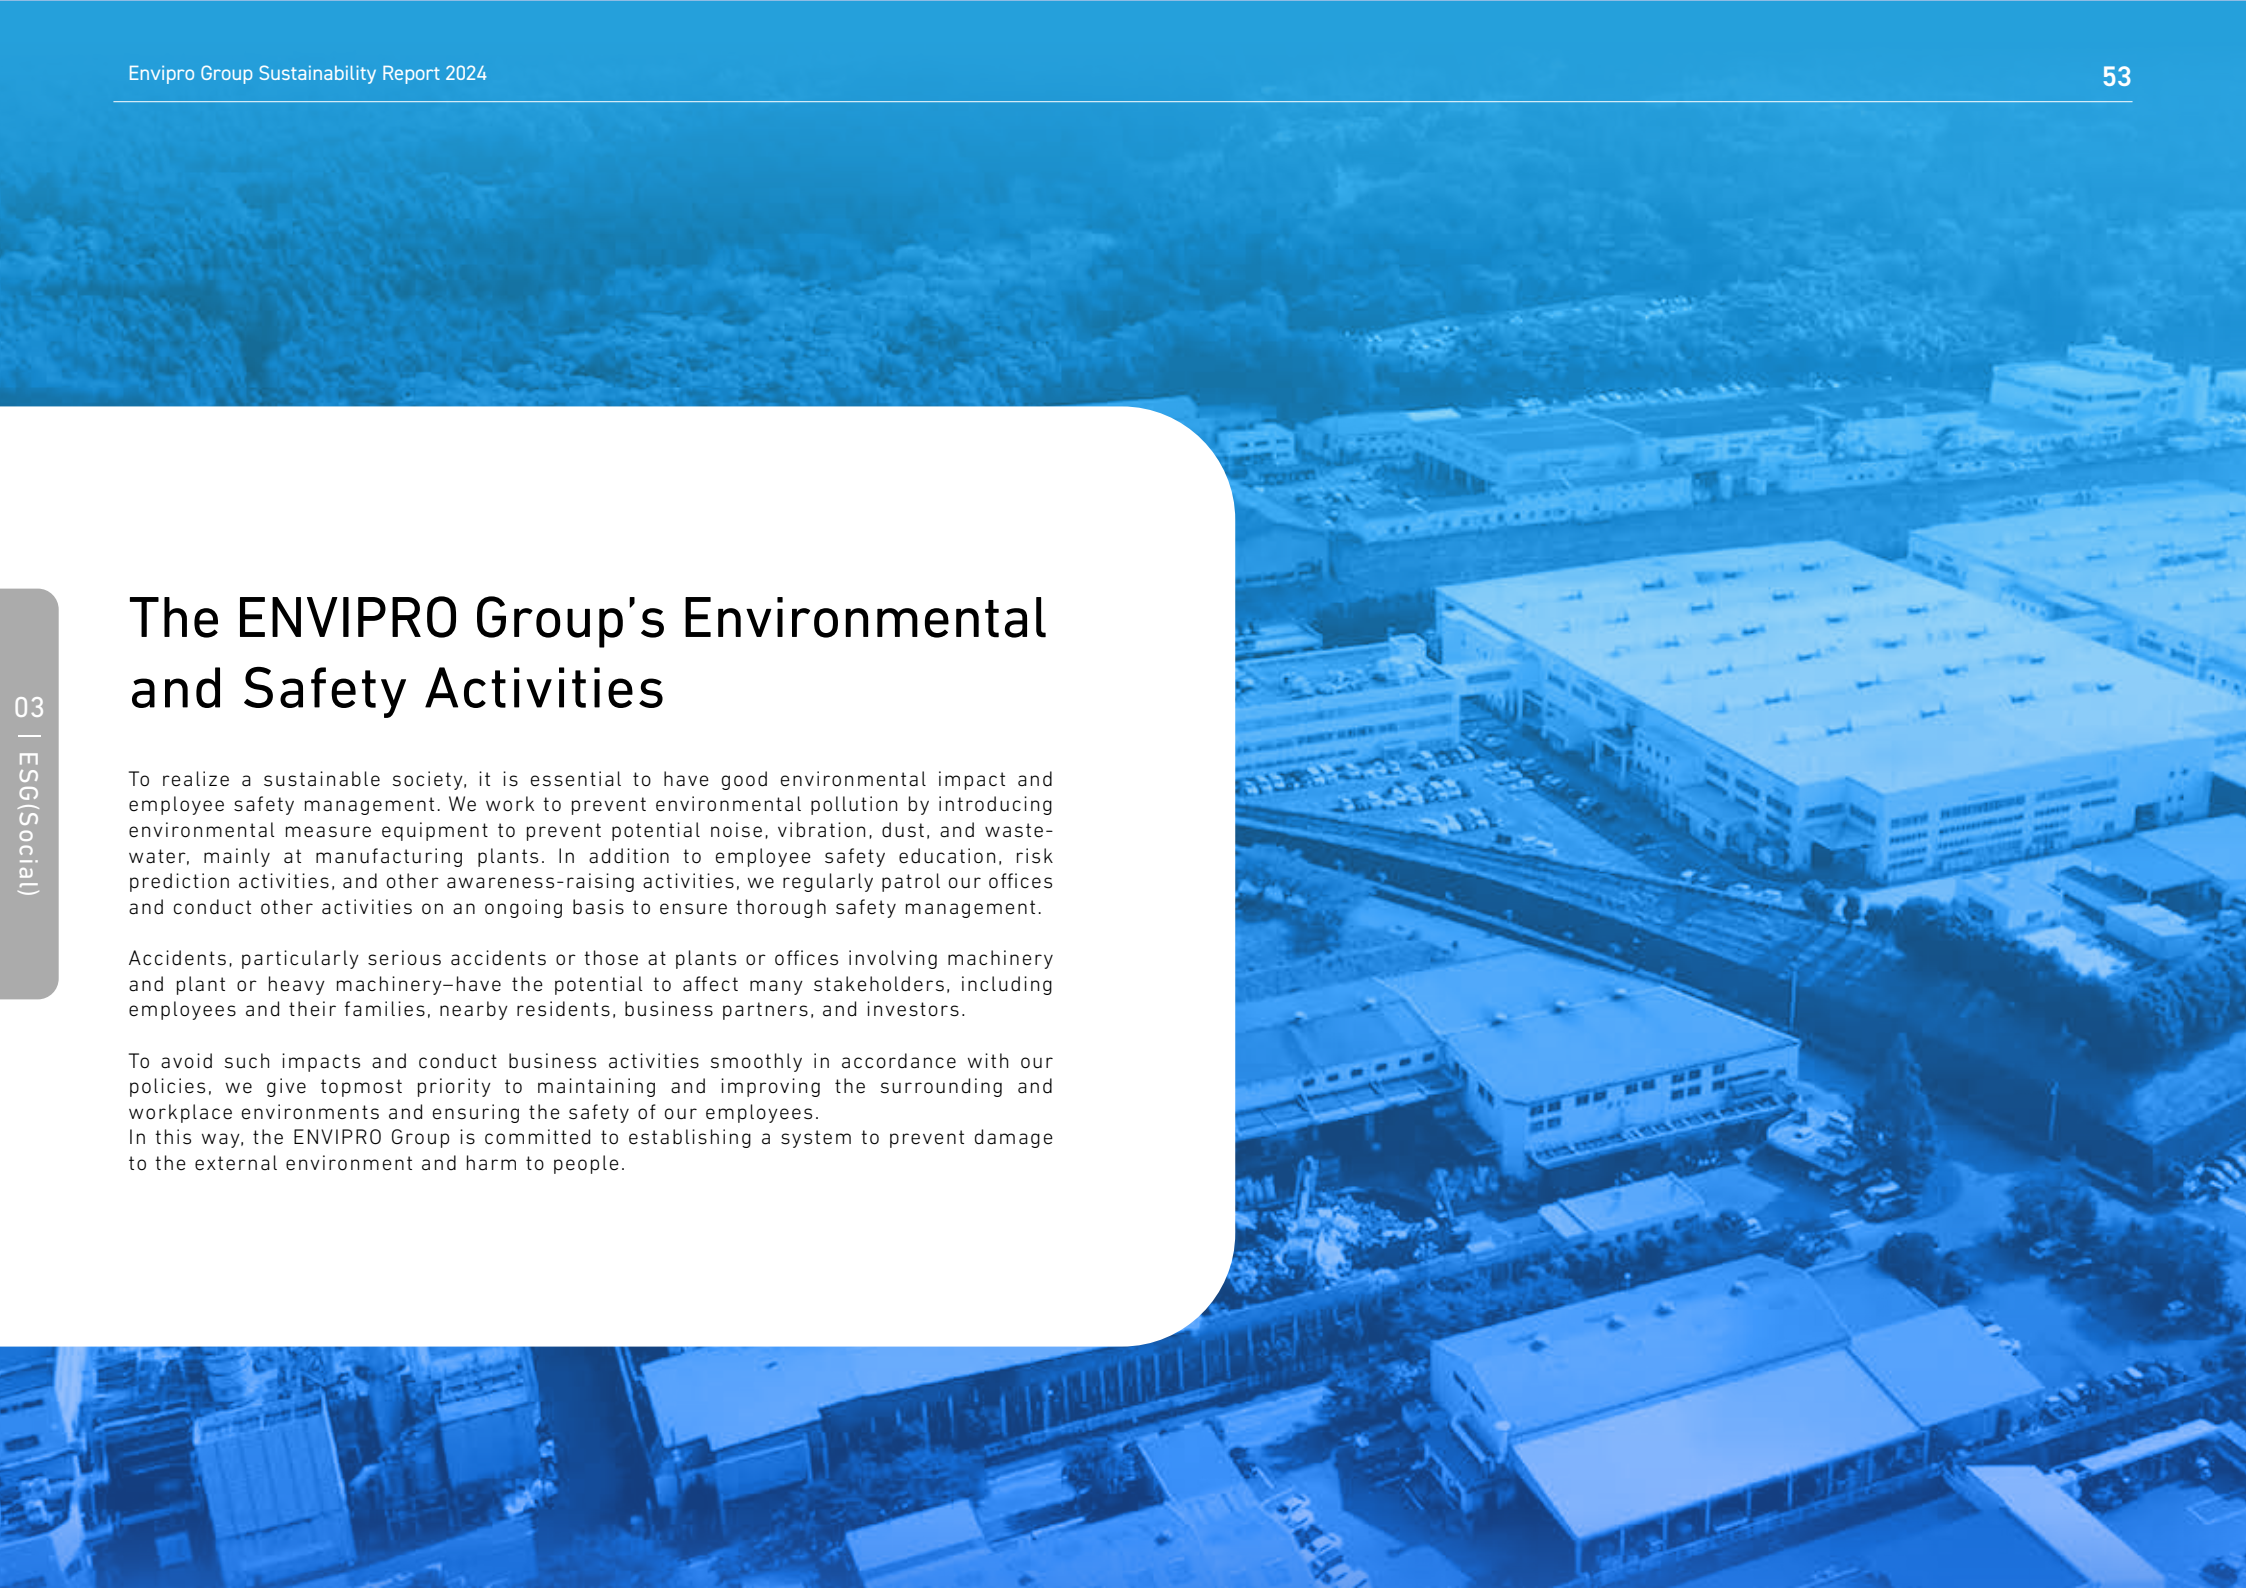 Envipro Group Sustainability Report 2024
53
The ENVIPRO Group’s Environmental
and Safety Activities
03 | ESG(Social)
To realize a sustainable society, it is essential to have good environmental impact and
employee safety management. We work to prevent environmental pollution by introducing
environmental measure equipment to prevent potential noise, vibration, dust, and waste-
water, mainly at manufacturing plants. In addition to employee safety education, risk
prediction activities, and other awareness-raising activities, we regularly patrol our offices
and conduct other activities on an ongoing basis to ensure thorough safety management.
Accidents, particularly serious accidents or those at plants or offices involving machinery
and plant or heavy machinery–have the potential to affect many stakeholders, including
employees and their families, nearby residents, business partners, and investors.
To avoid such impacts and conduct business activities smoothly in accordance with our
policies, we give topmost priority to maintaining and improving the surrounding and
workplace environments and ensuring the safety of our employees.
In this way, the ENVIPRO Group is committed to establishing a system to prevent damage
to the external environment and harm to people.